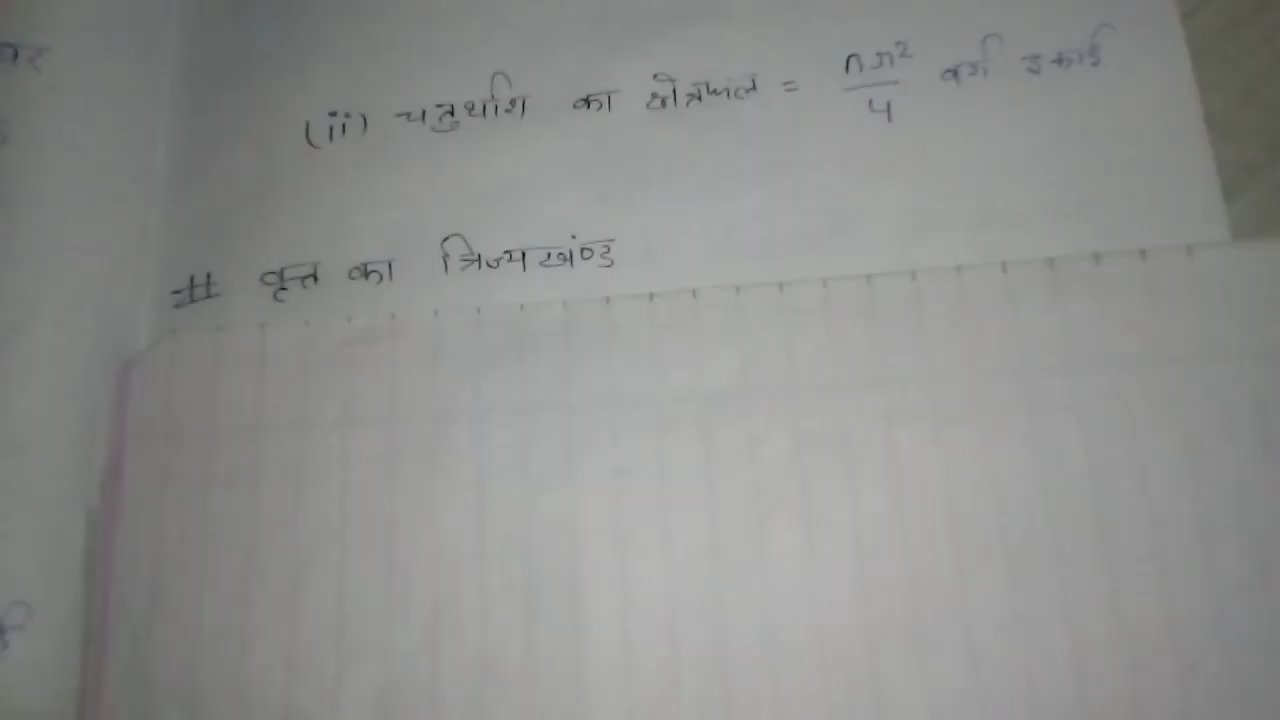 (ii) चतुर्थाश का क्षेत्रफल = πr²/4 वर्ग इकाई
# वृत्त का त्रिज्यखंण्ड